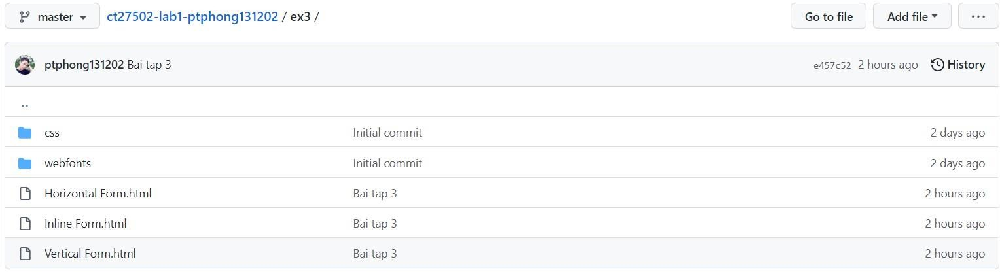 master ct27502-lab1-ptphong131202 / ex3 / Go to file Add file ...
ptphong131202 Bai tap 3 e457c52 2 hours ago History
..
css Initial commit 2 days ago
webfonts Initial commit 2 days ago
Horizontal Form.html Bai tap 3 2 hours ago
Inline Form.html Bai tap 3 2 hours ago
Vertical Form.html Bai tap 3 2 hours ago